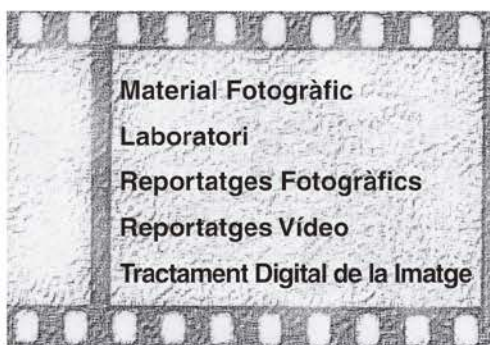 Material Fotogràfic
Laboratori
Reportatges Fotogràfics
Reportatges Vídeo
Tractament Digital de la Imatge